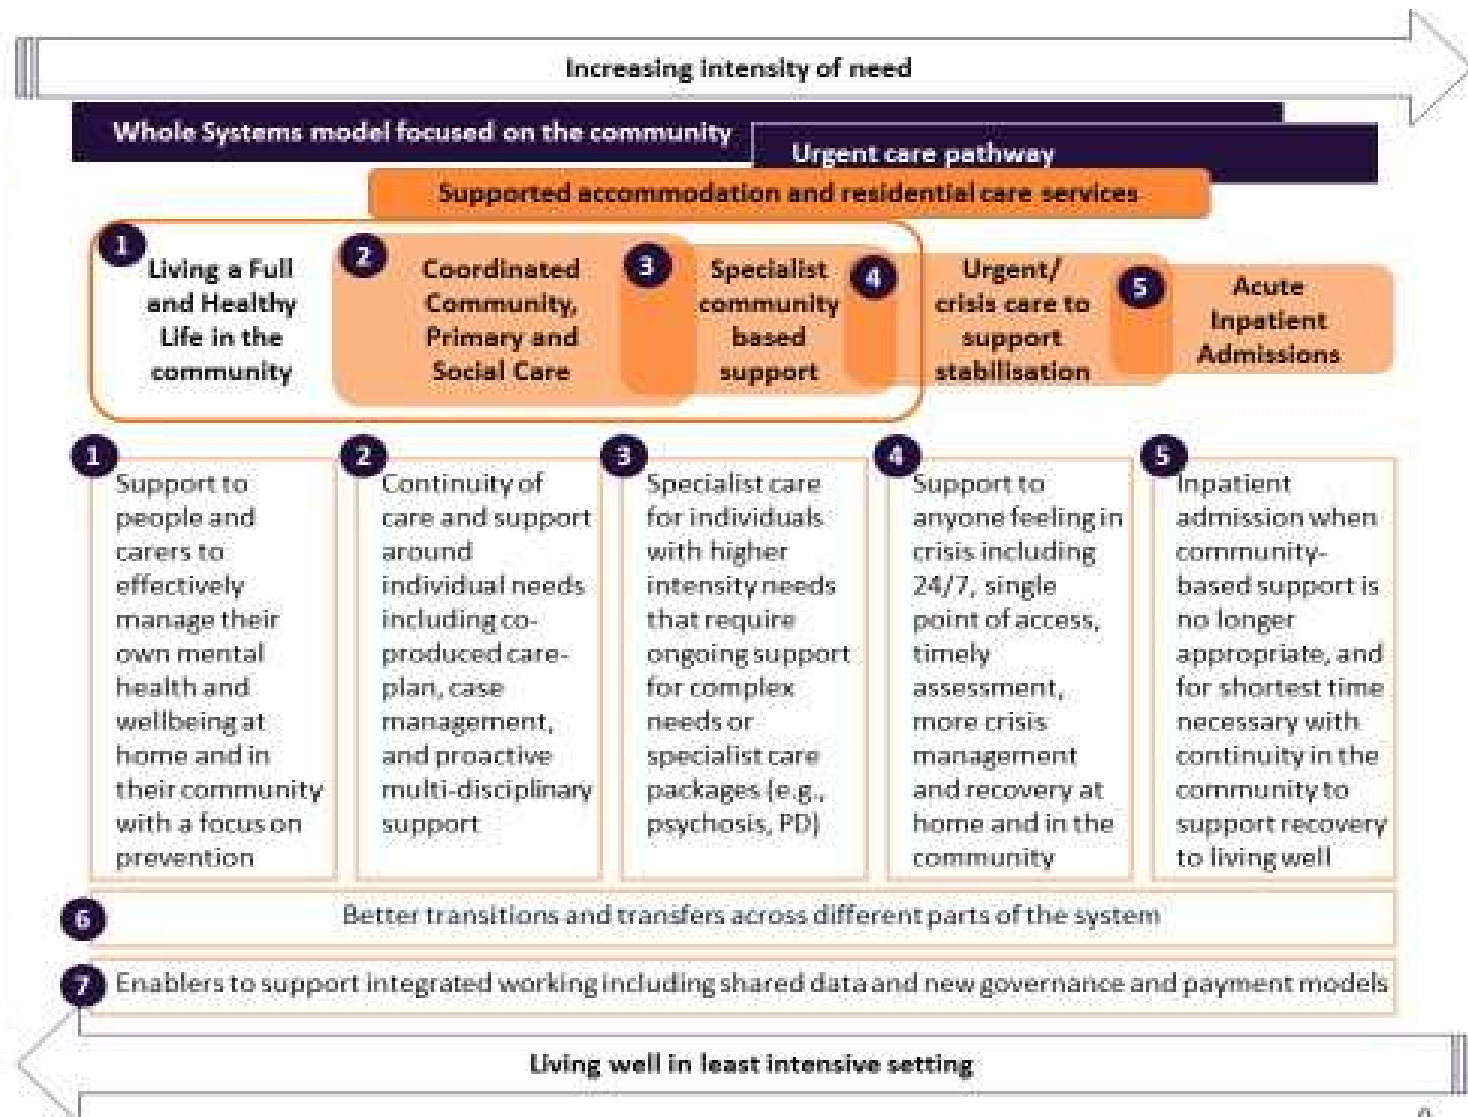 Increasing intensity of need
Whole Systems model focused on the community
Urgent care pathway
Supported accommodation and residential care services
1
Living a Full
and Healthy
Life in the
community
2
Coordinated
Community,
Primary and
Social Care
3
Specialist
community
based
support
4
Urgent/
crisis care to
support
stabilisation
5
Acute
Inpatient
Admissions
1
Support to
people and
carers to
effectively
manage their
own mental
health and
wellbeing at
home and in
their community
with a focus on
prevention
2
Continuity of
care and support
around
individual needs
including co-
produced care-
plan, case
management,
and proactive
multi-disciplinary
support
3
Specialist care
for individuals
with higher
intensity needs
that require
ongoing support
for complex
needs or
specialist care
packages (e.g.,
psychosis, PD)
4
Support to
anyone feeling in
crisis including
24/7, single
point of access,
timely
assessment,
more crisis
management
and recovery at
home and in the
community
5
Inpatient
admission when
community-
based support is
no longer
appropriate, and
for shortest time
necessary with
continuity in the
community to
support recovery
to living well
6
Better transitions and transfers across different parts of the system
7
Enablers to support integrated working including shared data and new governance and payment models
Living well in least intensive setting